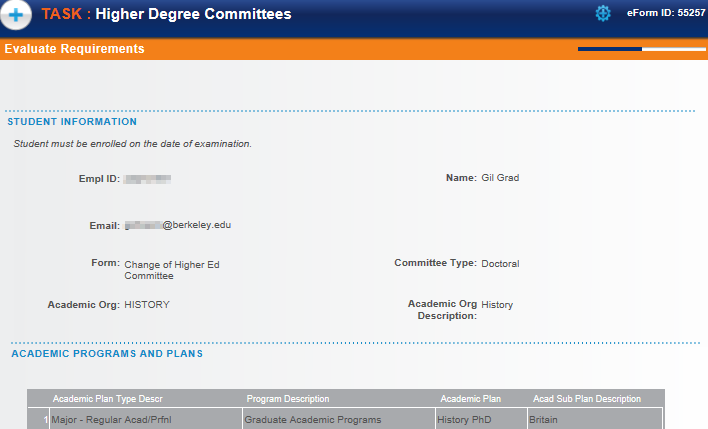 TASK : Higher Degree Committees
eForm ID: 55257
Evaluate Requirements
STUDENT INFORMATION
Student must be enrolled on the date of examination.
Empl ID:
Name: Gil Grad
Email: @berkeley.edu
Form: Change of Higher Ed Committee
Committee Type: Doctoral
Academic Org: HISTORY
Academic Org Description: History
ACADEMIC PROGRAMS AND PLANS
Academic Plan Type Descr Program Description Academic Plan Acad Sub Plan Description
1 Major - Regular Acad/Prfnl Graduate Academic Programs History PhD Britain